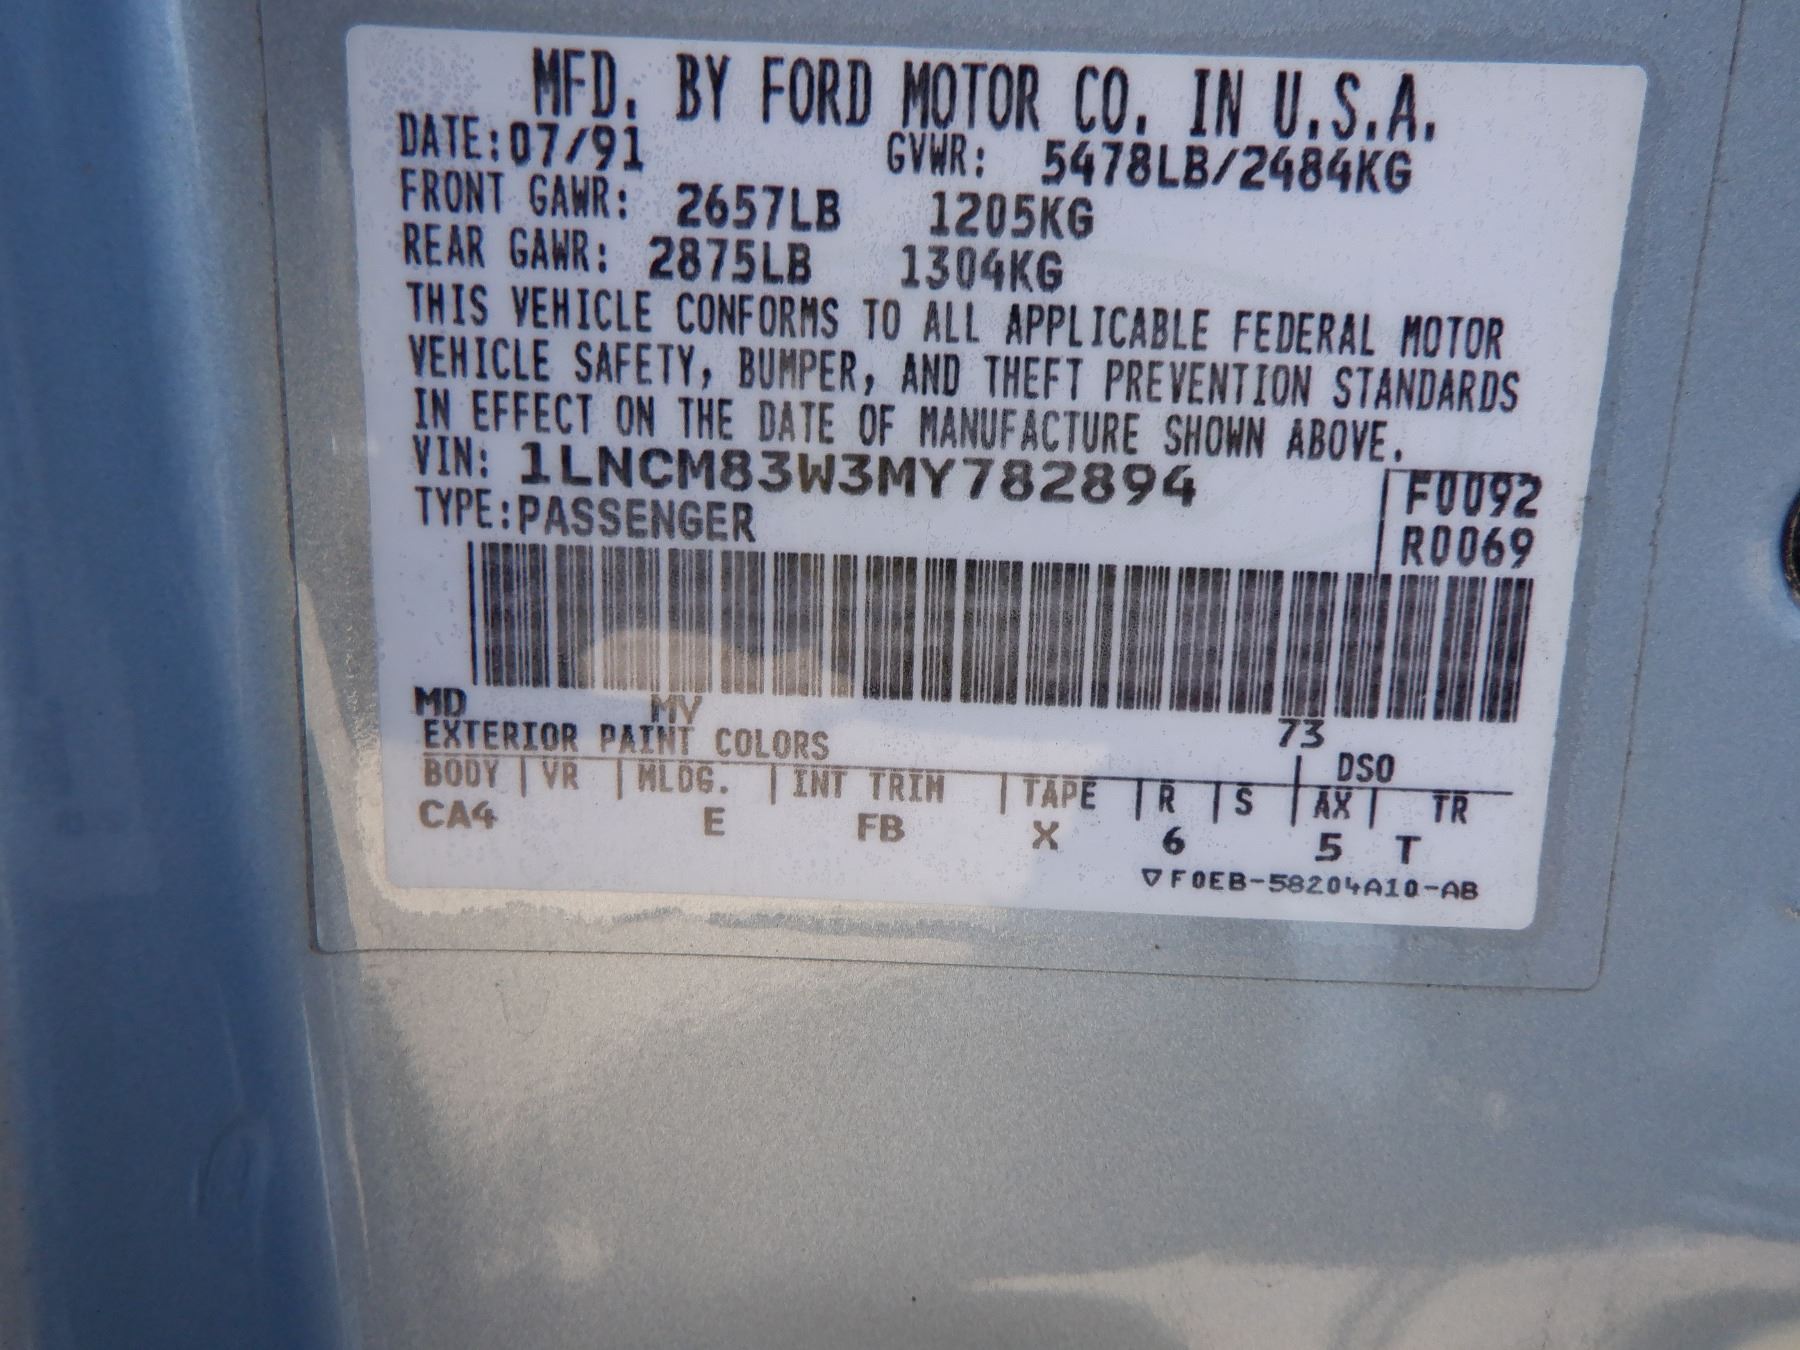 MFD. BY FORD MOTOR CO. IN U.S.A.
DATE: 07/91 GVWR: 5478LB/2484KG
FRONT GAWR: 2657LB 1205KG
REAR GAWR: 2875LB 1304KG
THIS VEHICLE CONFORMS TO ALL APPLICABLE FEDERAL MOTOR
VEHICLE SAFETY, BUMPER, AND THEFT PREVENTION STANDARDS
IN EFFECT ON THE DATE OF MANUFACTURE SHOWN ABOVE.
VIN: 1LNCM83W3MY782894
F0092
TYPE: PASSENGER
R0069
MD MV 73
EXTERIOR PAINT COLORS DSO
BODY | VR | MLDG. | INT TRIM | TAPE | R | S | AX | TR
CA4 E FB X 6 5 T
▽ F0EB-58204A10-AB